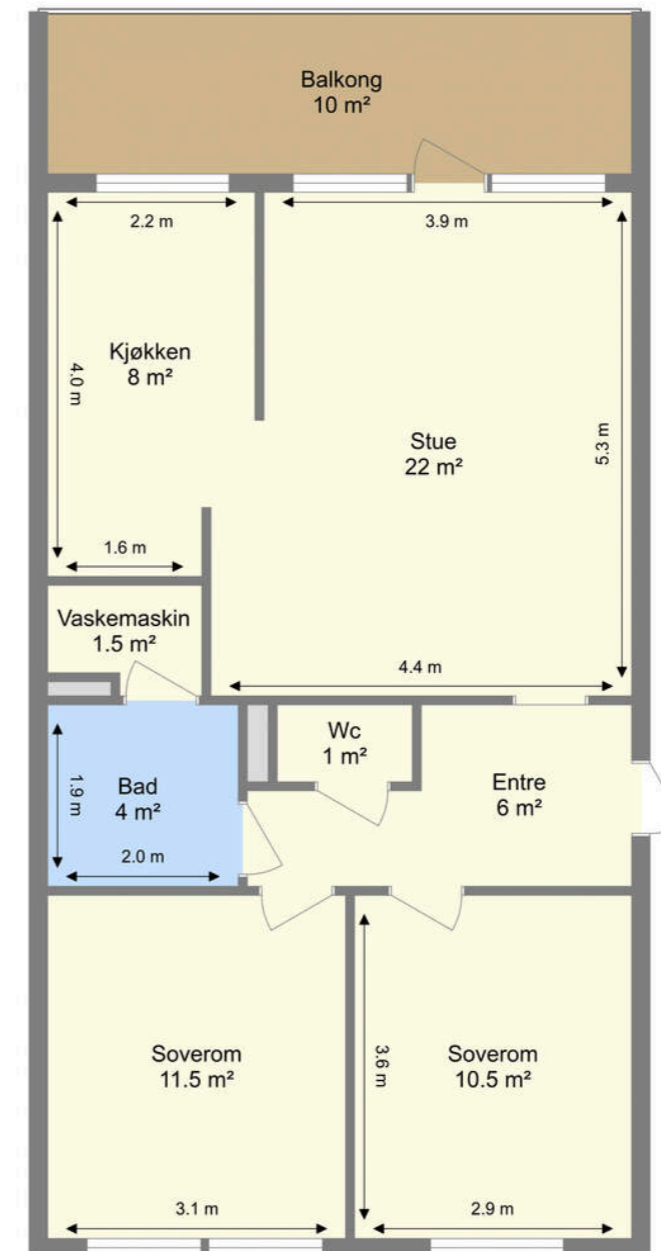 Balkong
10 m²
2.2 m
3.9 m
Kjøkken
8 m²
4.0 m
Stue
22 m²
5.3 m
1.6 m
Vaskemaskin
1.5 m²
4.4 m
Wc
1 m²
Entre
6 m²
Bad
4 m²
1.9 m
2.0 m
Soverom
11.5 m²
3.6 m
Soverom
10.5 m²
3.1 m
2.9 m